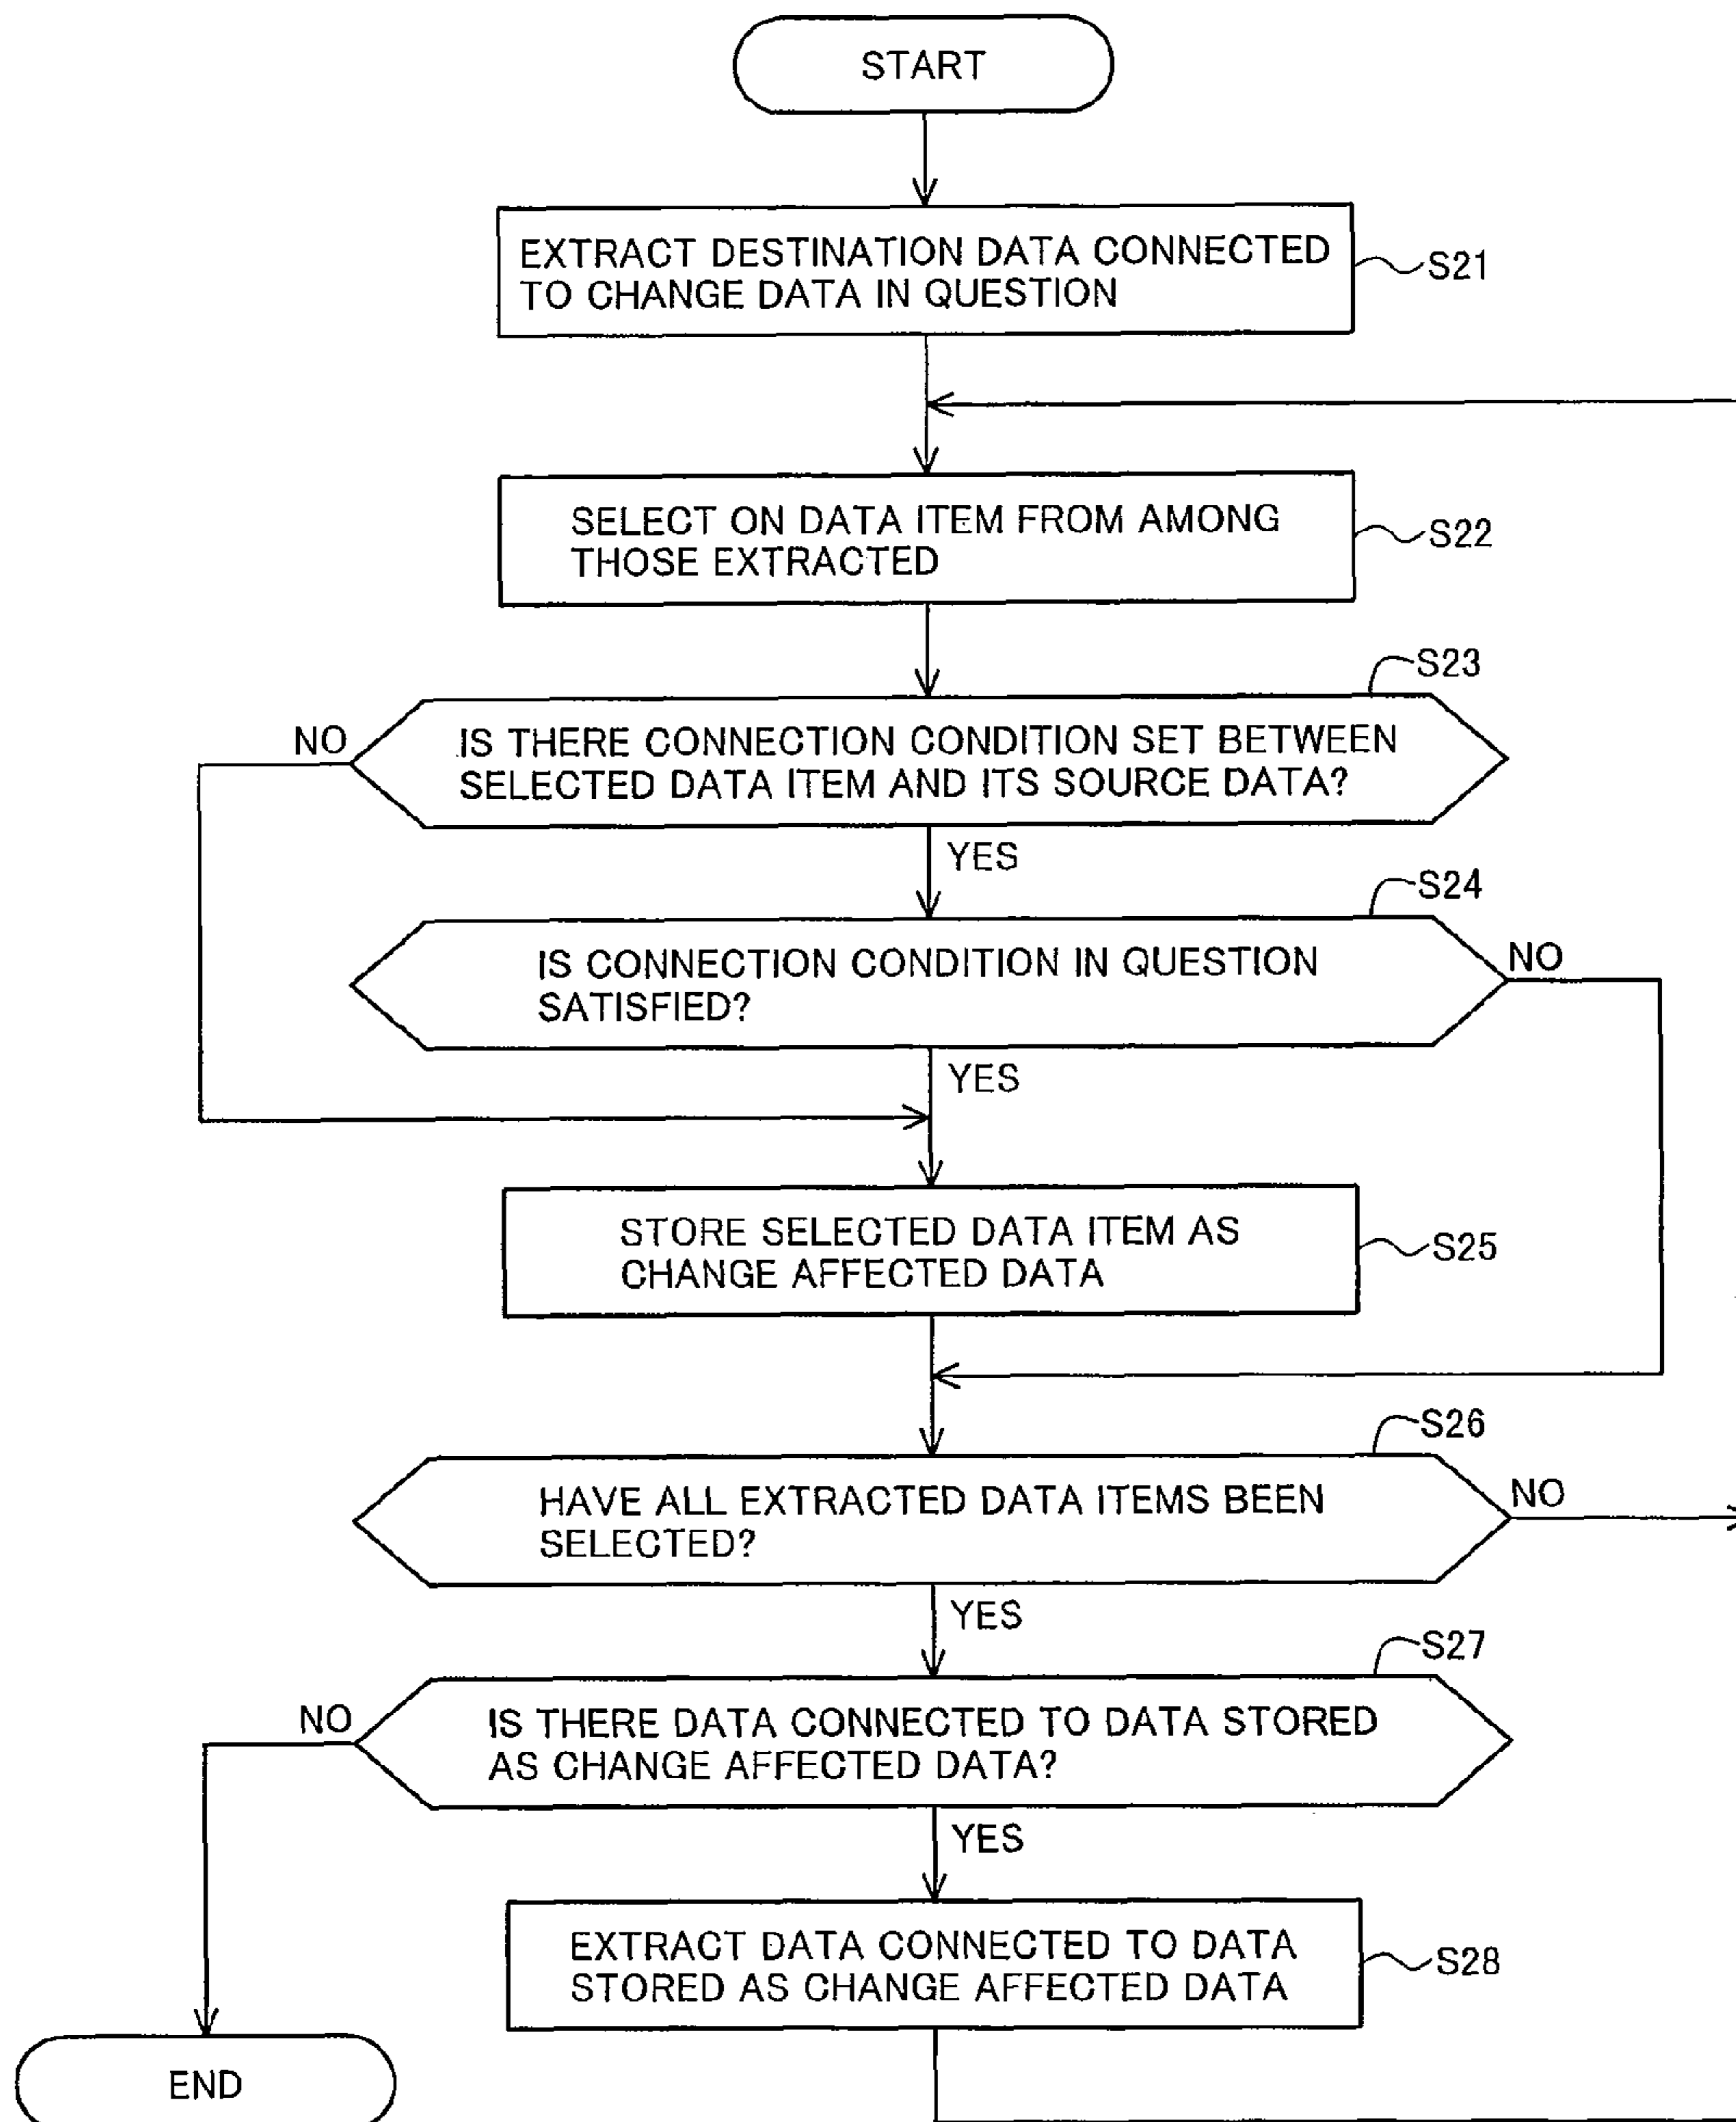 START
EXTRACT DESTINATION DATA CONNECTED
TO CHANGE DATA IN QUESTION
S21
SELECT ON DATA ITEM FROM AMONG
THOSE EXTRACTED
S22
S23
NO
IS THERE CONNECTION CONDITION SET BETWEEN
SELECTED DATA ITEM AND ITS SOURCE DATA?
YES
S24
IS CONNECTION CONDITION IN QUESTION
SATISFIED?
NO
YES
STORE SELECTED DATA ITEM AS
CHANGE AFFECTED DATA
S25
S26
HAVE ALL EXTRACTED DATA ITEMS BEEN
SELECTED?
NO
YES
S27
NO
IS THERE DATA CONNECTED TO DATA STORED
AS CHANGE AFFECTED DATA?
YES
EXTRACT DATA CONNECTED TO DATA
STORED AS CHANGE AFFECTED DATA
S28
END